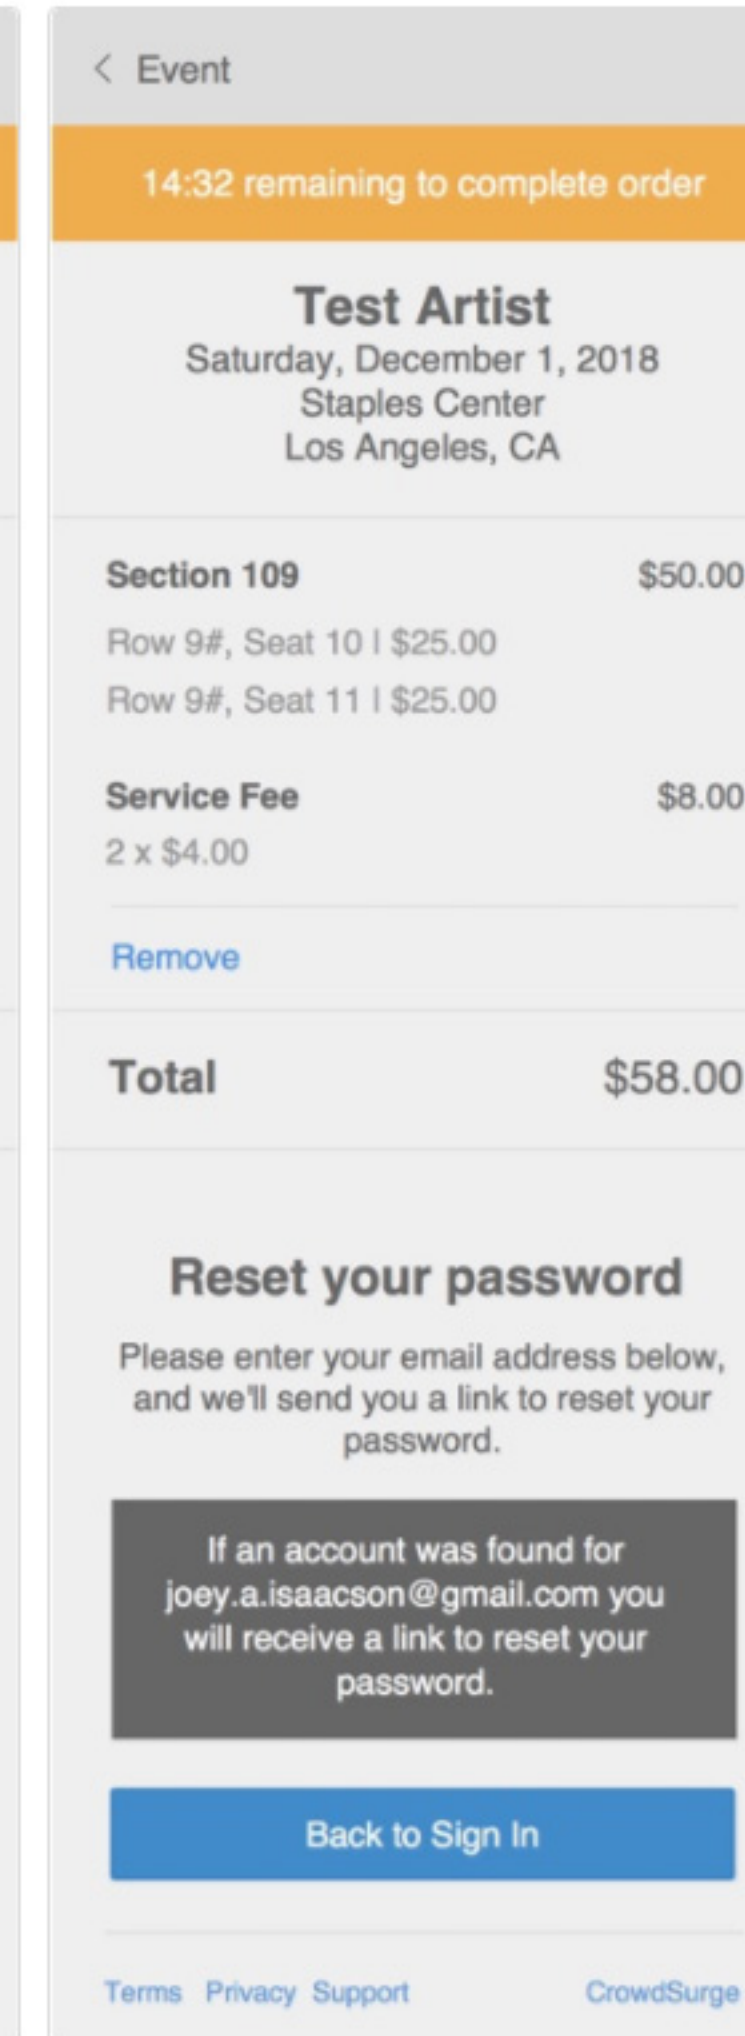 < Event
14:32 remaining to complete order
Test Artist
Saturday, December 1, 2018
Staples Center
Los Angeles, CA
Section 109 $50.00
Row 9#, Seat 10 | $25.00
Row 9#, Seat 11 | $25.00
Service Fee $8.00
2 x $4.00
Remove
Total $58.00
Reset your password
Please enter your email address below,
and we'll send you a link to reset your
password.
If an account was found for
joey.a.isaacson@gmail.com you
will receive a link to reset your
password.
Back to Sign In
Terms Privacy Support CrowdSurge